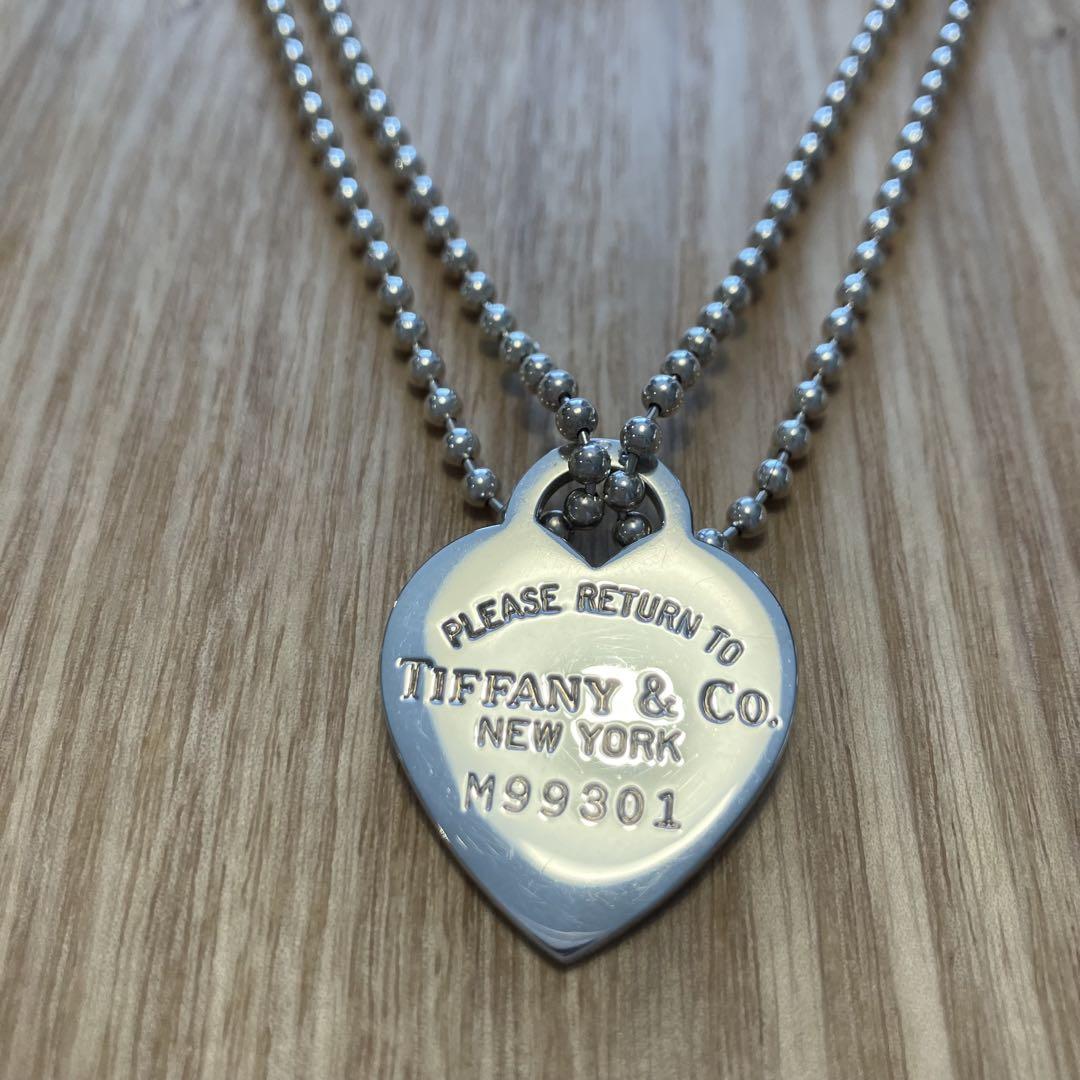 PLEASE RETURN TO
TIFFANY & CO.
NEW YORK
M99301